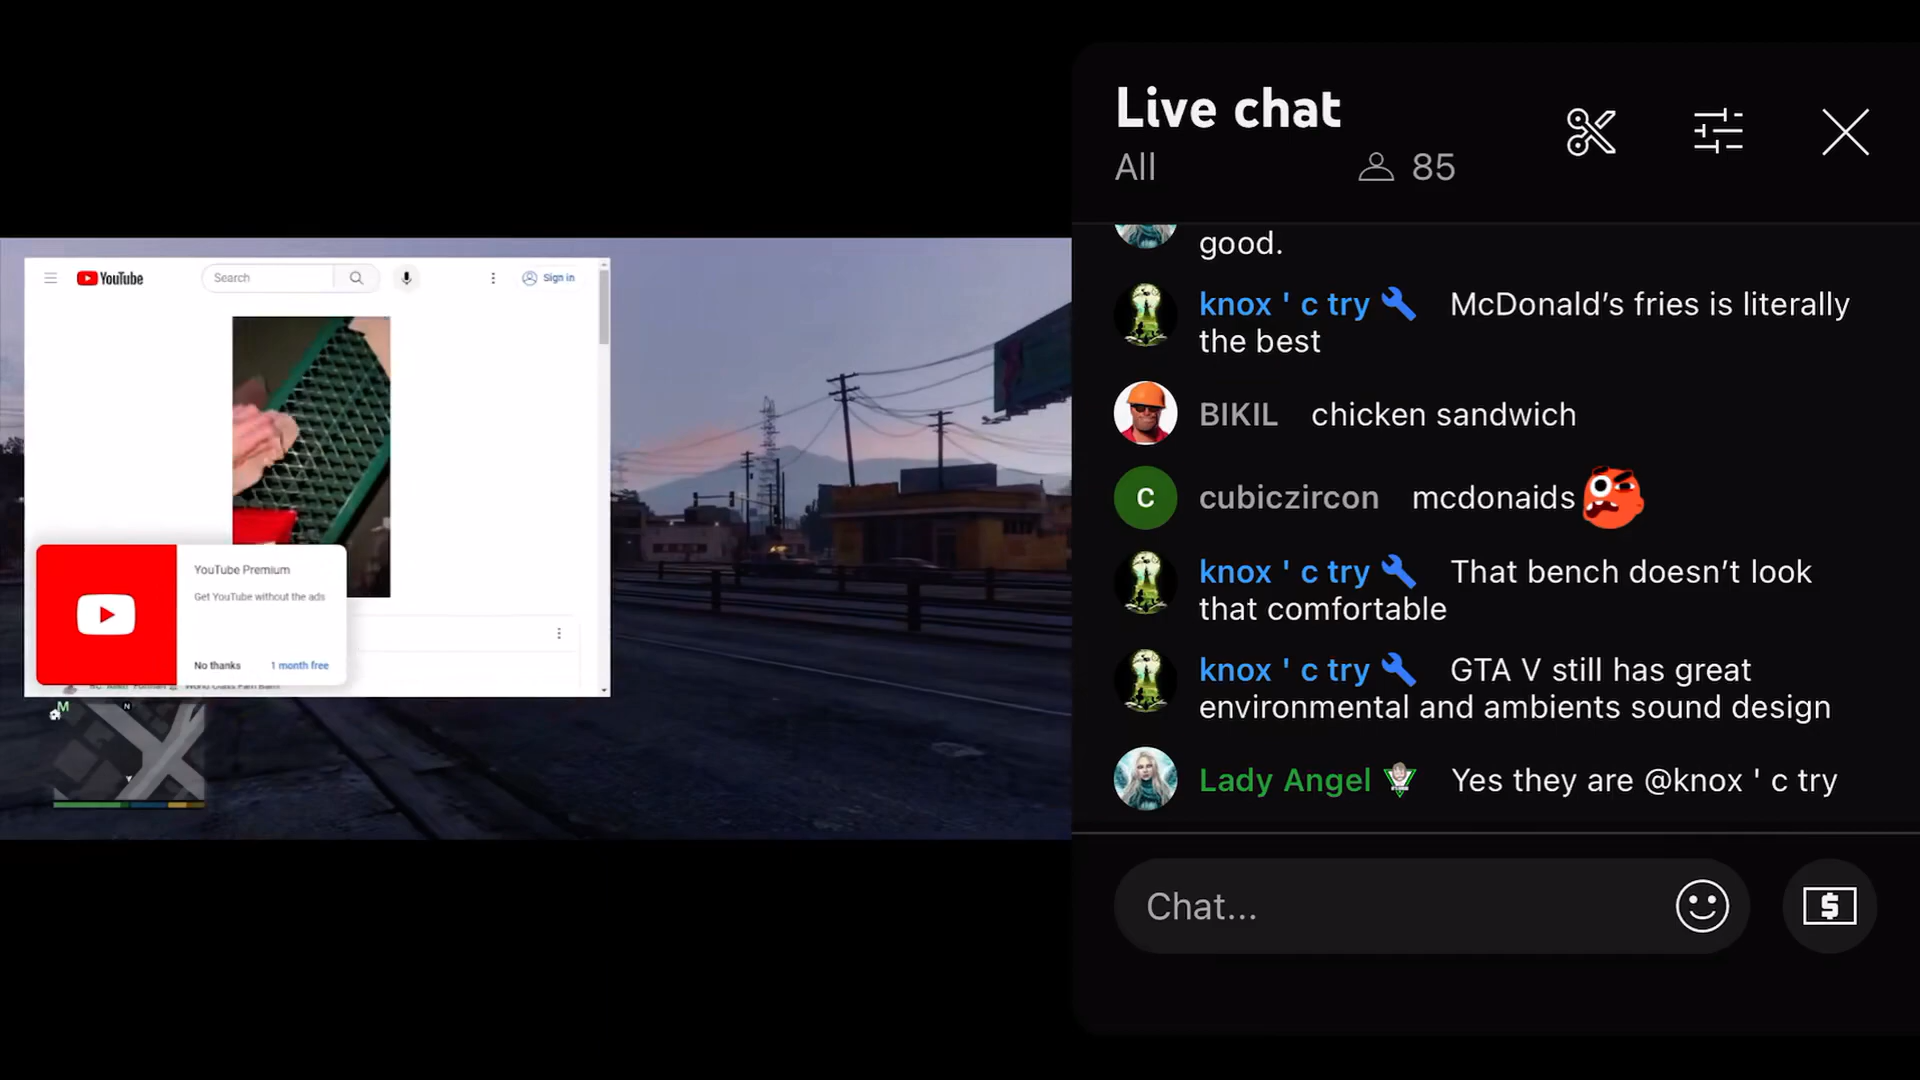 Live chat
All 85
good.
knox ' c try McDonald’s fries is literally
the best
BIKIL chicken sandwich
C cubiczircon mcdonaids
knox ' c try That bench doesn’t look
that comfortable
knox ' c try GTA V still has great
environmental and ambients sound design
Lady Angel Yes they are @knox ' c try
Chat...
YouTube Search Sign in
YouTube Premium
Get YouTube without the ads
No thanks 1 month free
M
N